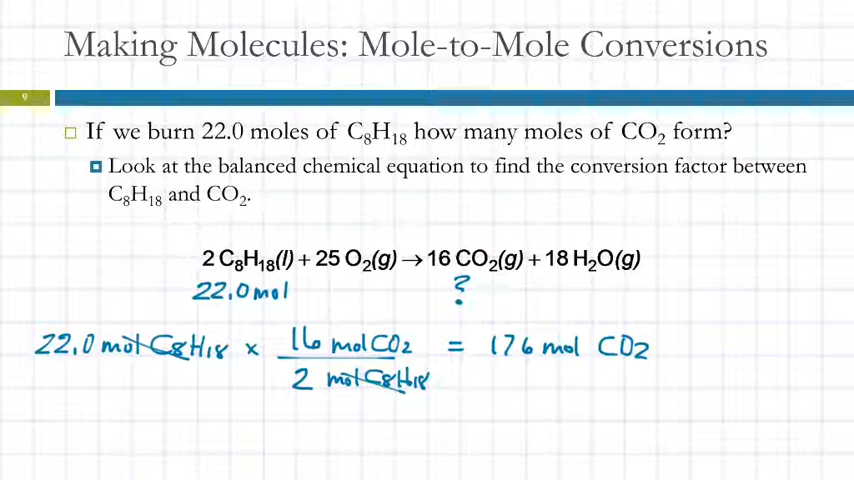 Making Molecules: Mole-to-Mole Conversions
9
If we burn 22.0 moles of C₈H₁₈ how many moles of CO₂ form?
Look at the balanced chemical equation to find the conversion factor between
C₈H₁₈ and CO₂.
2 C₈H₁₈(l) + 25 O₂(g) → 16 CO₂(g) + 18 H₂O(g)
22.0 mol ?
22.0 mol C₈H₁₈ × 16 mol CO₂ = 176 mol CO₂
2 mol C₈H₁₈